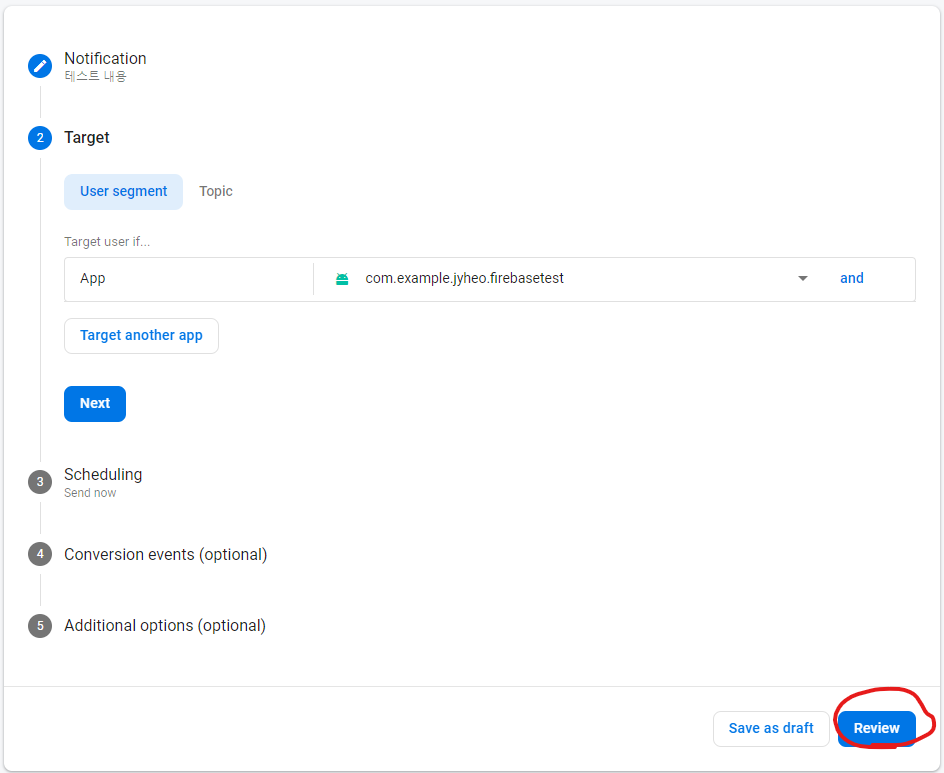 Notification
테스트 내용
2 Target
User segment Topic
Target user if...
App com.example.jyheo.firebasetest and
Target another app
Next
3 Scheduling
Send now
4 Conversion events (optional)
5 Additional options (optional)
Save as draft Review